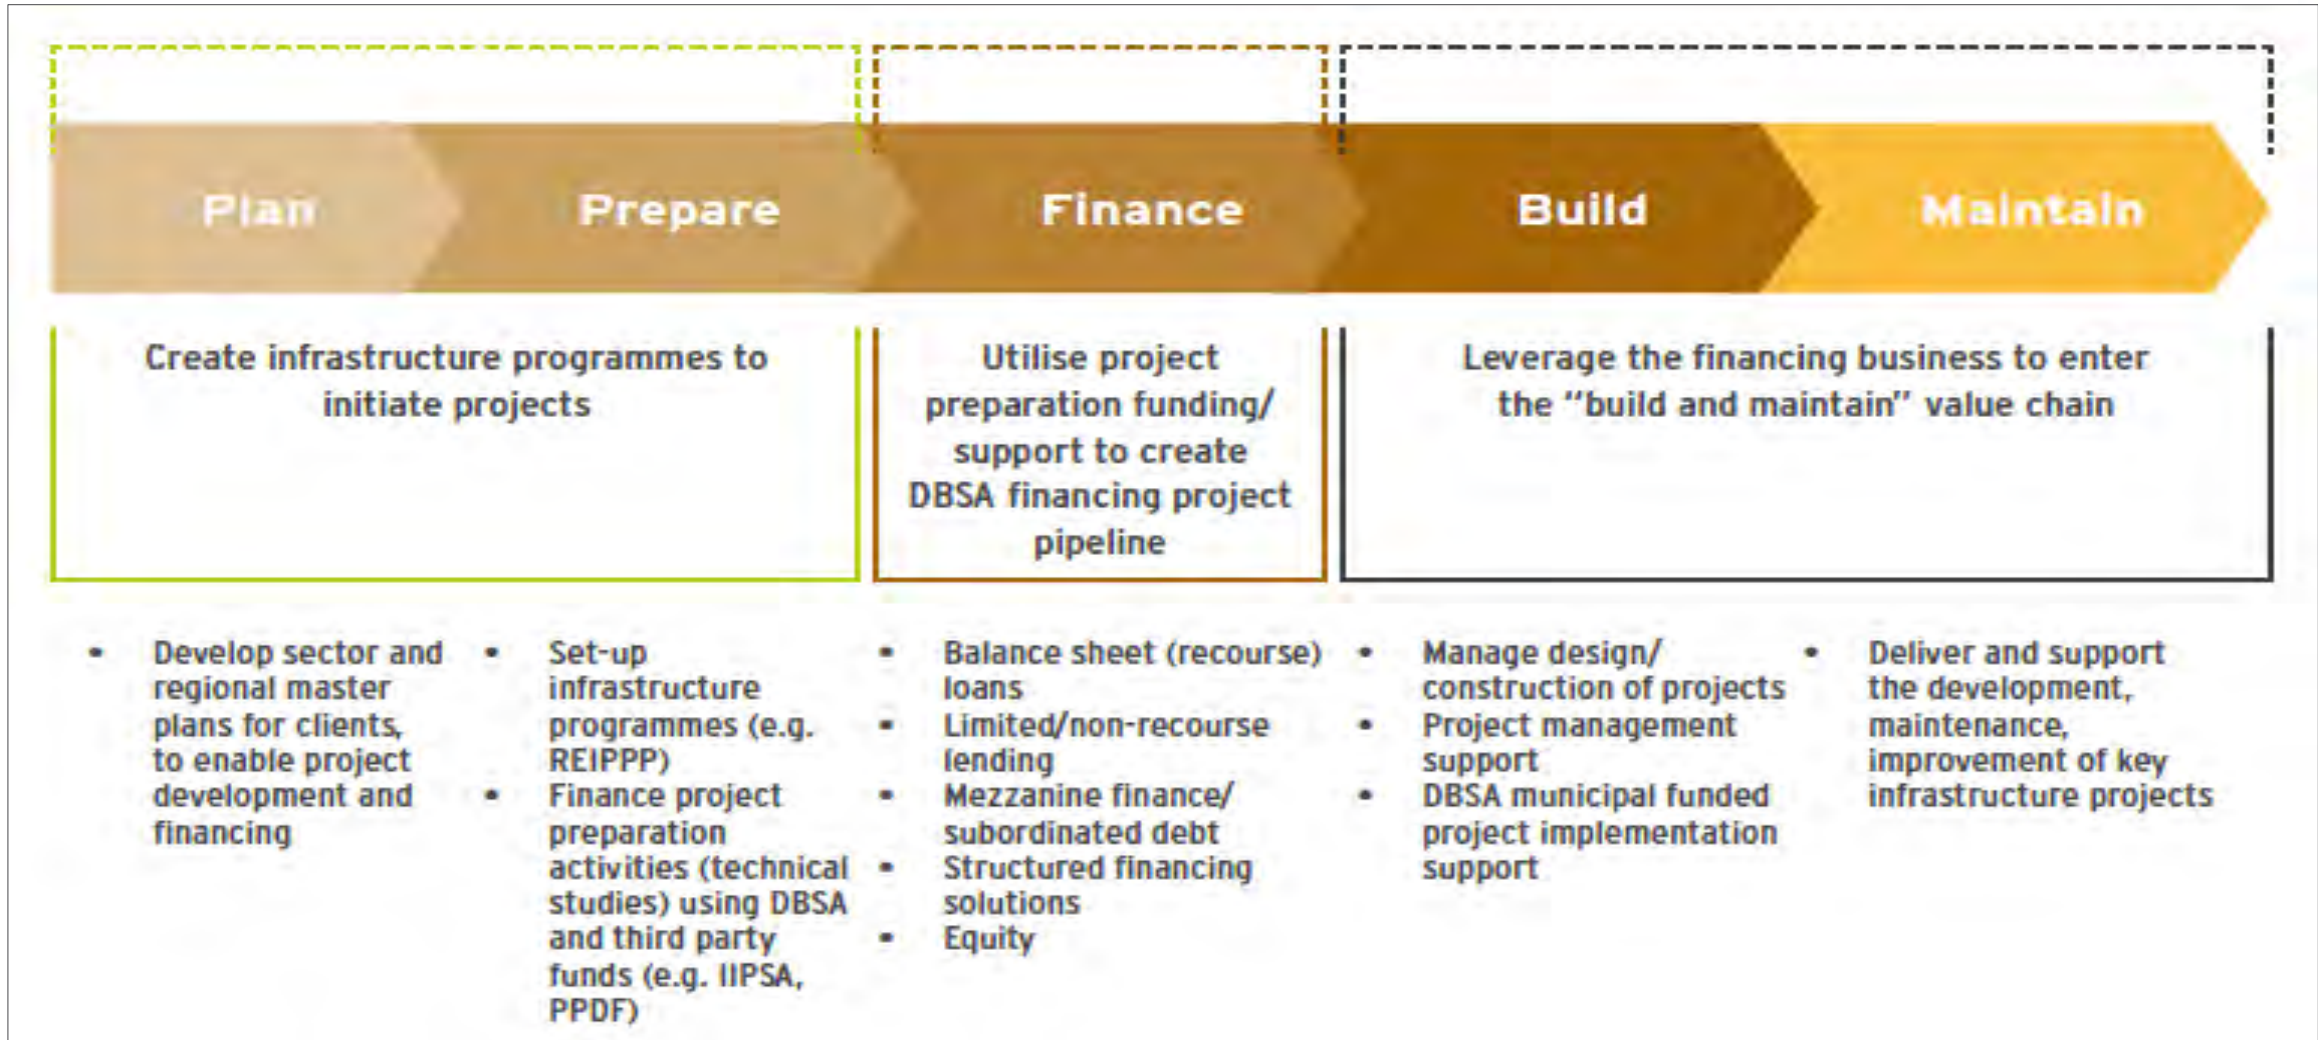 Plan
Prepare
Finance
Build
Maintain
Create infrastructure programmes to
initiate projects
Utilise project
preparation funding/
support to create
DBSA financing project
pipeline
Leverage the financing business to enter
the "build and maintain" value chain
• Develop sector and
regional master
plans for clients,
to enable project
development and
financing
• Set-up
infrastructure
programmes (e.g.
REIPPP)
• Finance project
preparation
activities (technical
studies) using DBSA
and third party
funds (e.g. IIPSA,
PPDF)
• Balance sheet (recourse)
loans
• Limited/non-recourse
lending
• Mezzanine finance/
subordinated debt
• Structured financing
solutions
• Equity
• Manage design/
construction of projects
• Project management
support
• DBSA municipal funded
project implementation
support
• Deliver and support
the development,
maintenance,
improvement of key
infrastructure projects